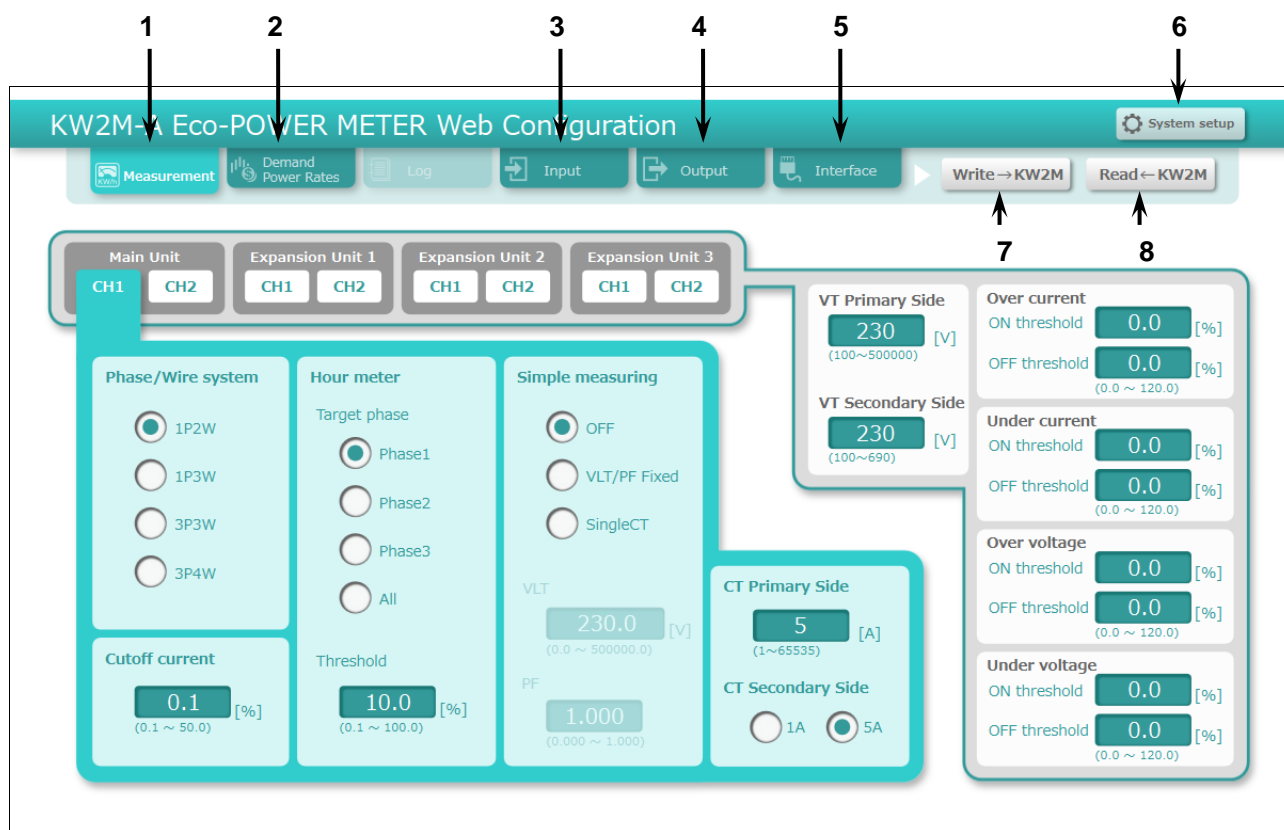 1 2 3 4 5 6
KW2M-A Eco-POWER METER Web Configuration
System setup
Measurement
Demand
Power Rates
Log
Input
Output
Interface
Write→KW2M
Read←KW2M
7 8
Main Unit
CH1 CH2
Expansion Unit 1
CH1 CH2
Expansion Unit 2
CH1 CH2
Expansion Unit 3
CH1 CH2
Phase/Wire system
1P2W
1P3W
3P3W
3P4W
Cutoff current
0.1 [%]
(0.1 ~ 50.0)
Hour meter
Target phase
Phase1
Phase2
Phase3
All
Threshold
10.0 [%]
(0.1 ~ 100.0)
Simple measuring
OFF
VLT/PF Fixed
SingleCT
VLT
230.0 [V]
(0.0 ~ 500000.0)
PF
1.000
(0.000 ~ 1.000)
CT Primary Side
5 [A]
(1~65535)
CT Secondary Side
1A 5A
VT Primary Side
230 [V]
(100~500000)
VT Secondary Side
230 [V]
(100~690)
Over current
ON threshold 0.0 [%]
OFF threshold 0.0 [%]
(0.0 ~ 120.0)
Under current
ON threshold 0.0 [%]
OFF threshold 0.0 [%]
(0.0 ~ 120.0)
Over voltage
ON threshold 0.0 [%]
OFF threshold 0.0 [%]
(0.0 ~ 120.0)
Under voltage
ON threshold 0.0 [%]
OFF threshold 0.0 [%]
(0.0 ~ 120.0)